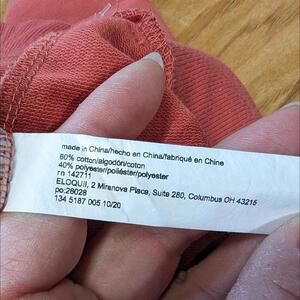 made in China/hecho en China/fabriqué en Chine
60% cotton/algodón/coton
40% polyester/poliéster/polyester
rn 142711
ELOQUII, 2 Miranova Place, Suite 280, Columbus OH 43215
po:26028
134 5187 005 10/20